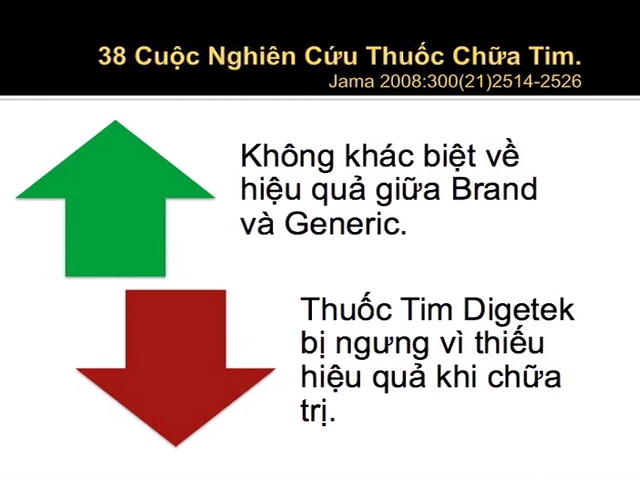 38 Cuộc Nghiên Cứu Thuốc Chữa Tim.
Jama 2008:300(21)2514-2526
Không khác biệt về
hiệu quả giữa Brand
và Generic.
Thuốc Tim Digetek
bị ngưng vì thiếu
hiệu quả khi chữa
trị.